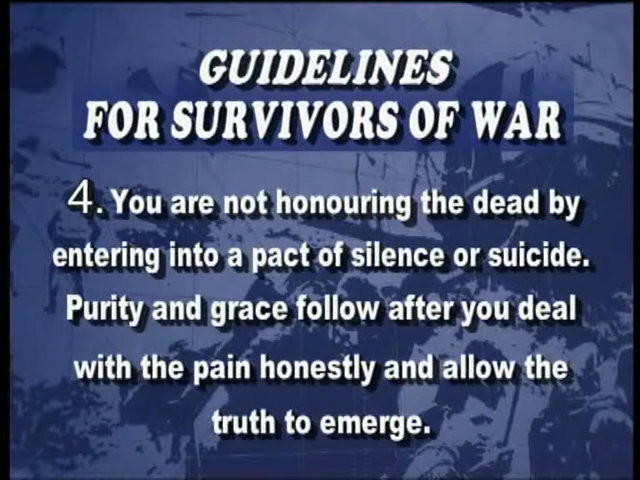 GUIDELINES
FOR SURVIVORS OF WAR
4. You are not honouring the dead by
entering into a pact of silence or suicide.
Purity and grace follow after you deal
with the pain honestly and allow the
truth to emerge.